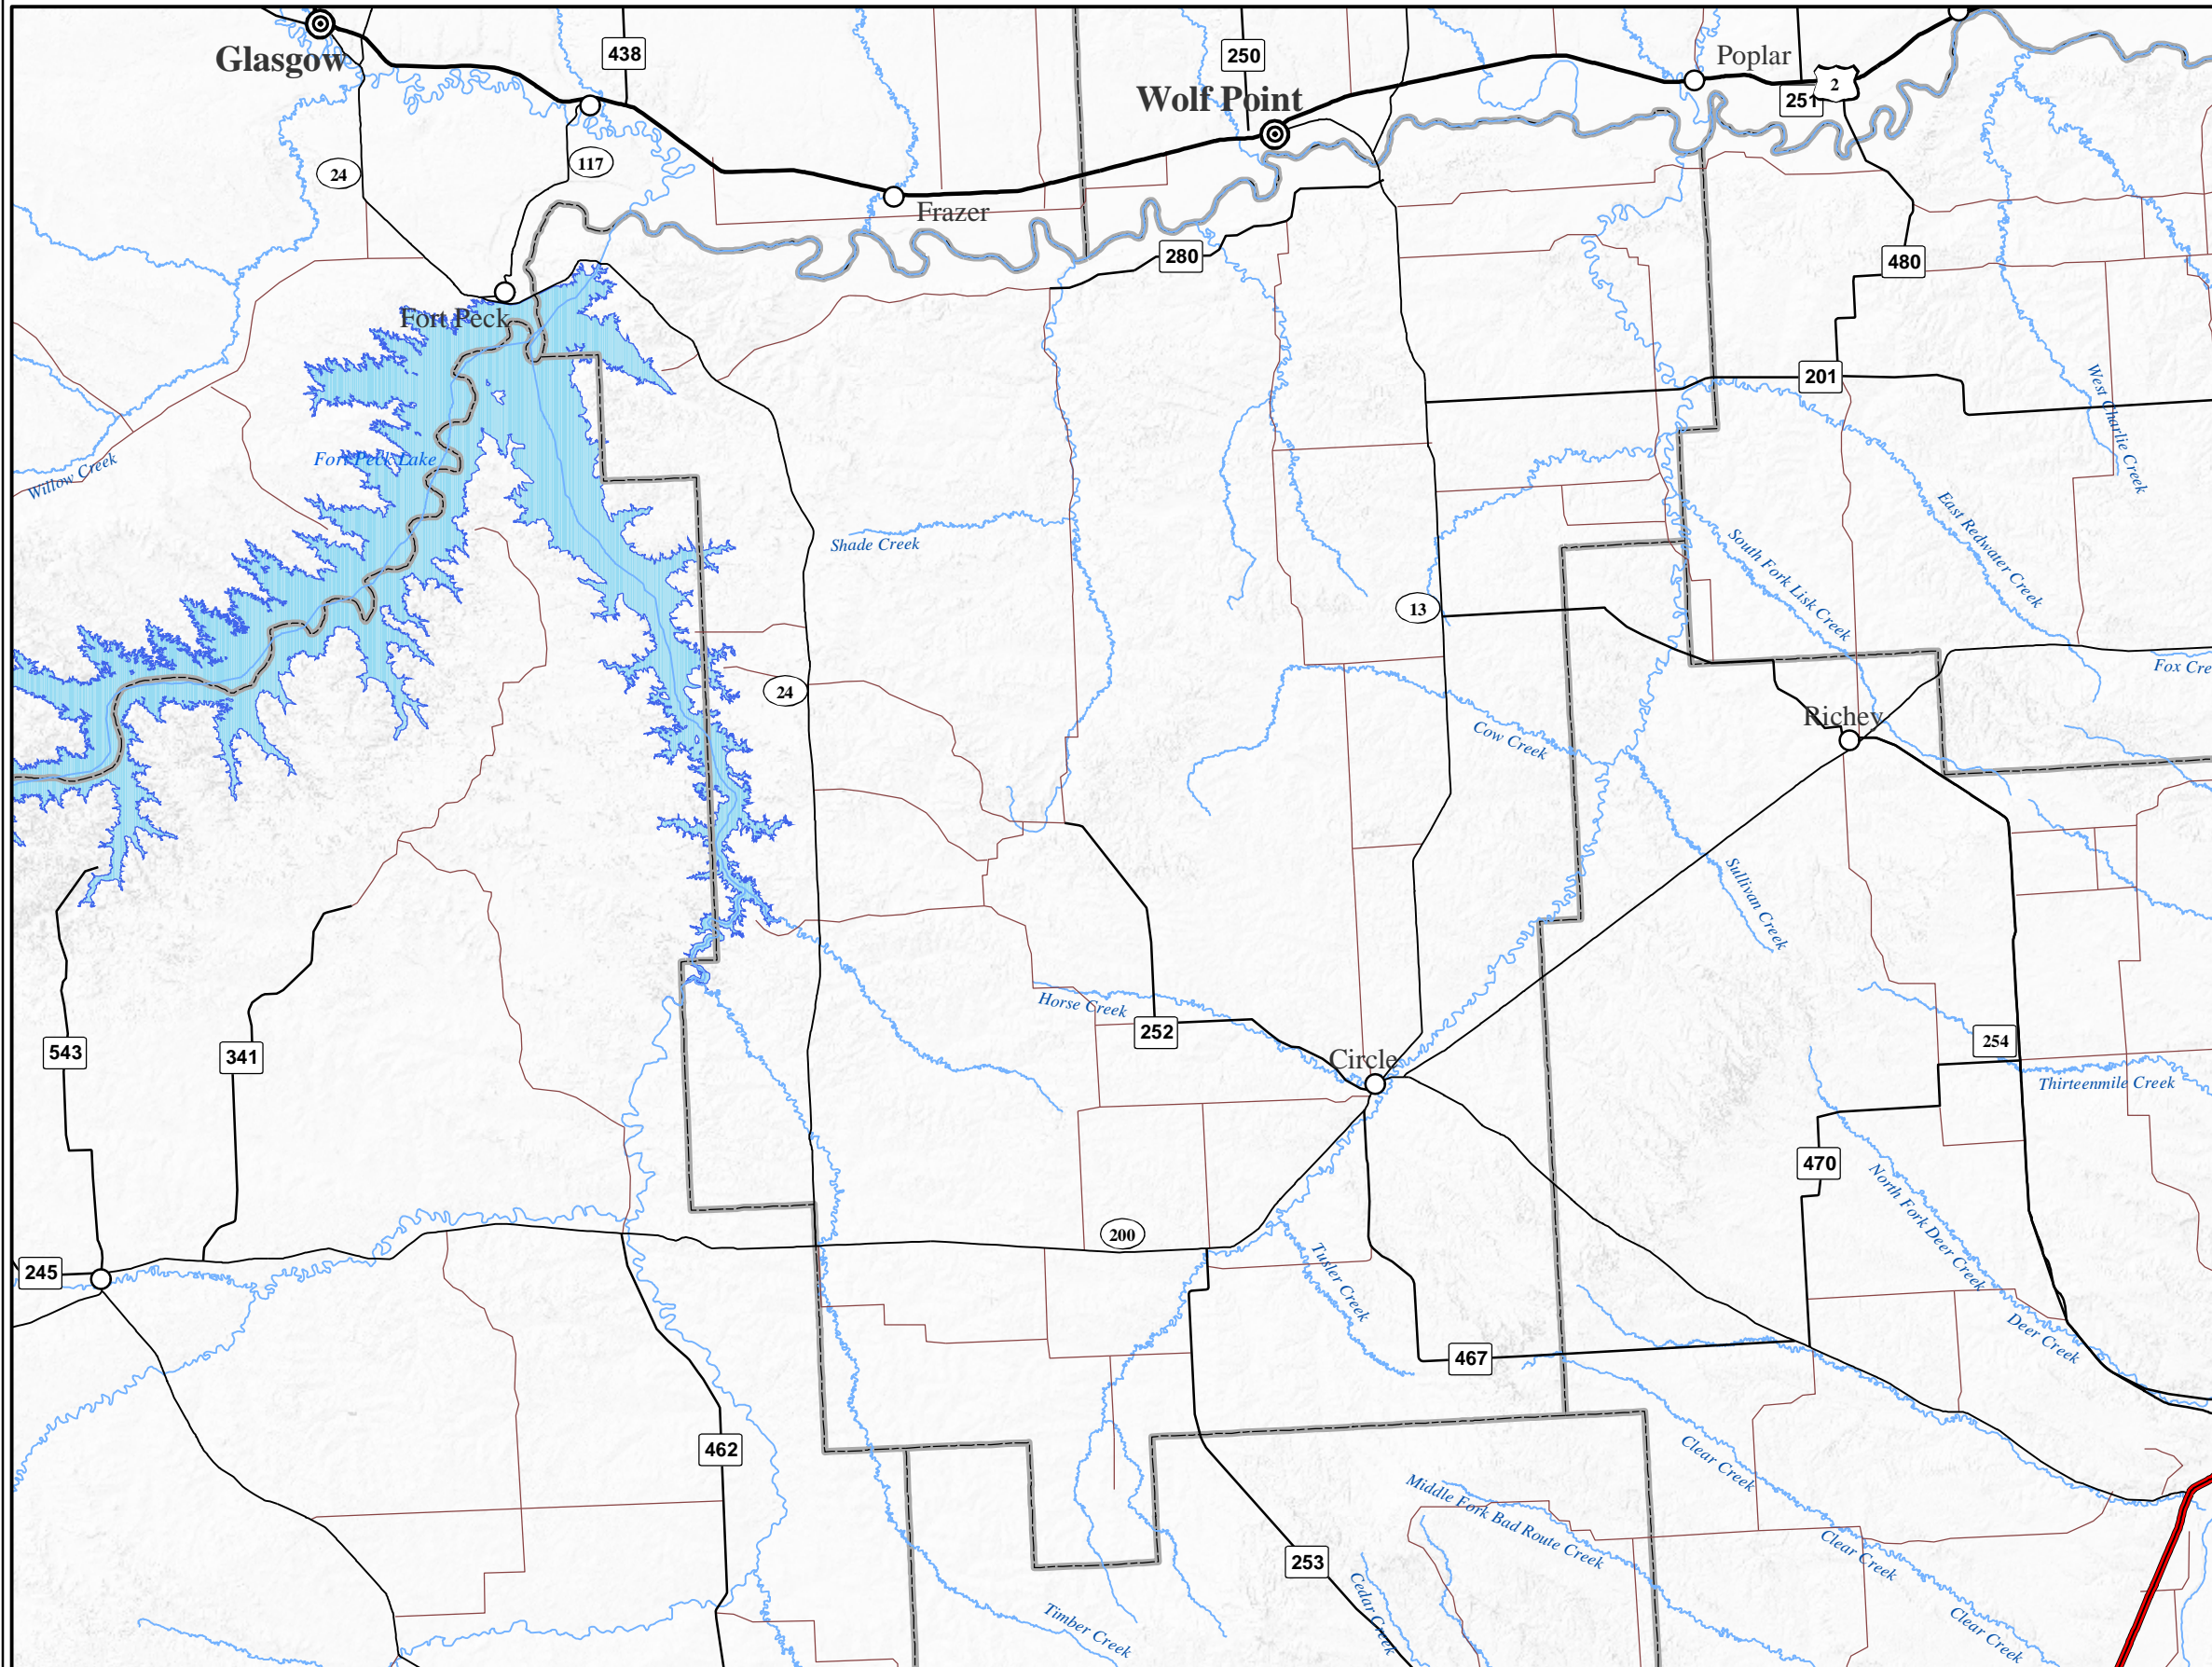 Glasgow
438
250
Poplar
2
251
Wolf Point
24
117
Frazer
280
480
Fort Peck
201
West Charlie Creek
Fort Peck Lake
Willow Creek
East Redwater Creek
Shade Creek
South Fork Lisk Creek
13
Fox Cre
24
Richey
Cow Creek
Sullivan Creek
Horse Creek
252
543
341
Circle
254
Thirteenmile Creek
470
North Fork Deer Creek
200
245
Tusler Creek
Deer Creek
467
462
Clear Creek
Middle Fork Bad Route Creek
253
Clear Creek
Cedar Creek
Timber Creek
Clear Creek